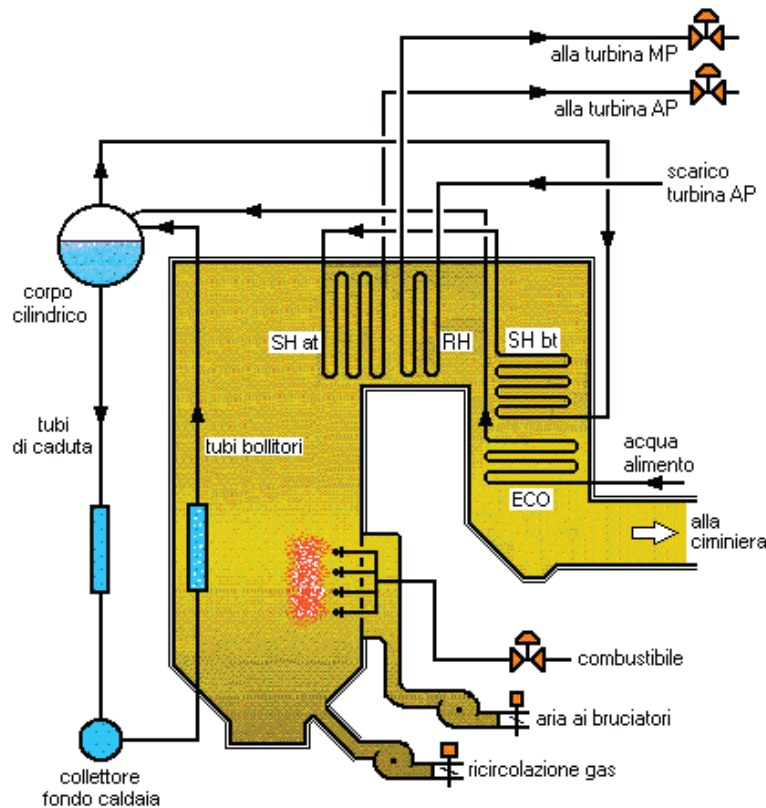 alla turbina MP
alla turbina AP
scarico
turbina AP
corpo
cilindrico
SH at
RH
SH bt
tubi
di caduta
tubi bollitori
acqua
alimento
ECO
alla
ciminiera
combustibile
aria ai bruciatori
collettore
fondo caldaia
ricircolazione gas